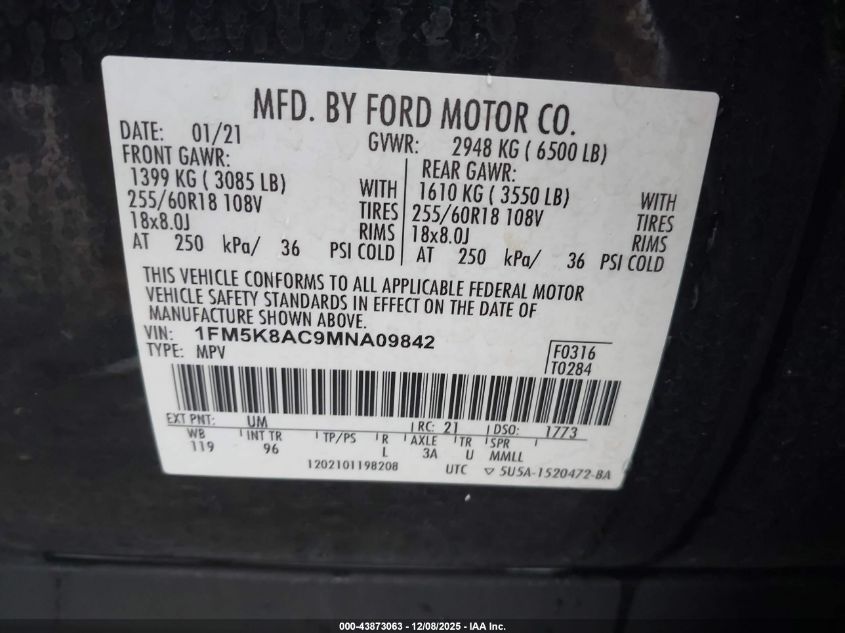 MFD. BY FORD MOTOR CO.
DATE: 01/21 GVWR: 2948 KG ( 6500 LB)
FRONT GAWR: REAR GAWR:
1399 KG ( 3085 LB) WITH 1610 KG ( 3550 LB) WITH
255/60R18 108V TIRES 255/60R18 108V TIRES
18x8.0J RIMS 18x8.0J RIMS
AT 250 kPa/ 36 PSI COLD AT 250 kPa/ 36 PSI COLD
THIS VEHICLE CONFORMS TO ALL APPLICABLE FEDERAL MOTOR
VEHICLE SAFETY STANDARDS IN EFFECT ON THE DATE OF
MANUFACTURE SHOWN ABOVE.
VIN: 1FM5K8AC9MNA09842 F0316
TYPE: MPV T0284
EXT PNT: UM RC: 21 DSO: 1773
WB INT TR TP/PS R AXLE TR SPR
119 96 L 3A U MMLL
1202101198208 UTC ▽ 5U5A-1520472-BA
000-43873063 - 12/08/2025 - IAA Inc.